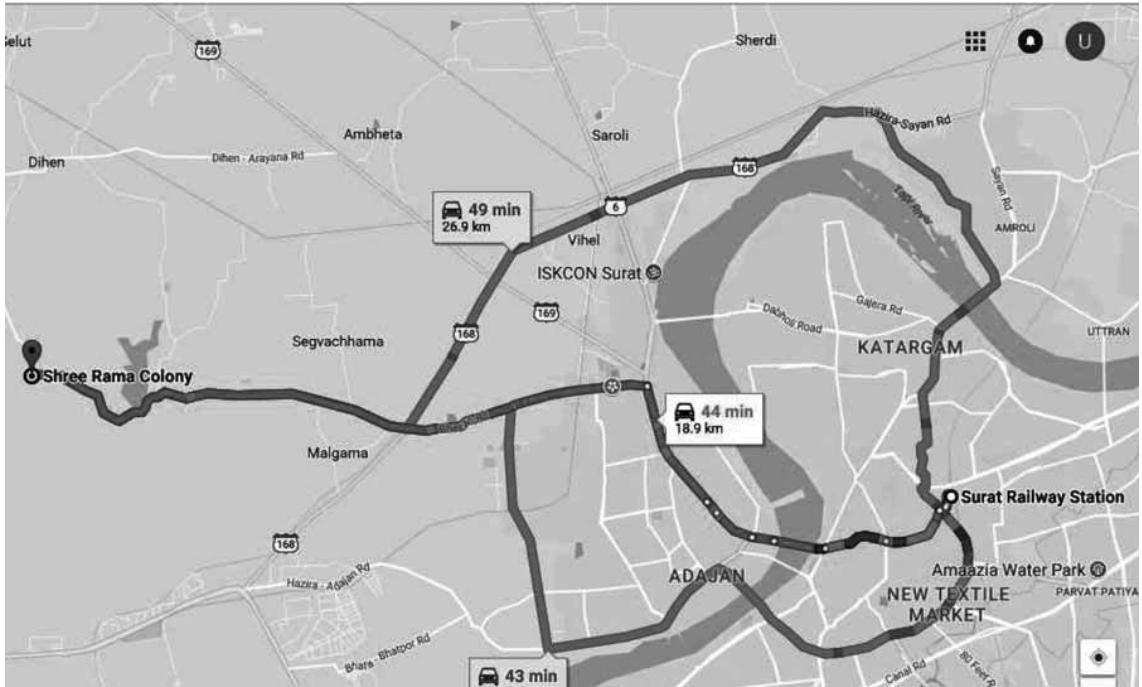 Selut
169
Sherdi
U
Ambheta
Saroli
Hazira-Sayan Rd
Dihen
Dihen - Arayana Rd
168
Sayan Rd
49 min
26.9 km
6
Vihel
Tapi River
AMROLI
ISKCON Surat
169
Gajera Rd
Dabholi Road
168
Segvachhama
KATARGAM
UTTRAN
Shree Rama Colony
44 min
18.9 km
Malgama
Surat Railway Station
168
Hazira - Adajan Rd
ADAJAN
Amaazia Water Park
NEW TEXTILE
MARKET
PARVAT PATIYA
Bhara- Bhatpor Rd
43 min
Canal Rd
80 Feet R